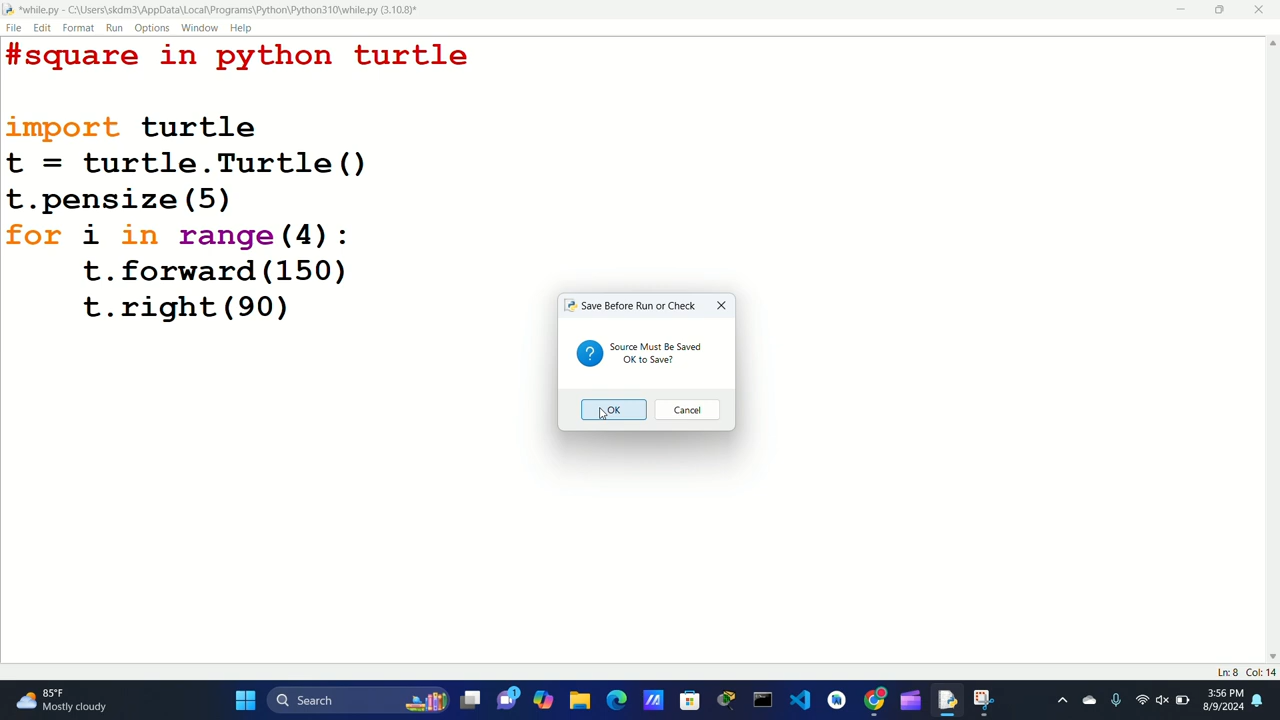 *while.py - C:\Users\skdm3\AppData\Local\Programs\Python\Python310\while.py (3.10.8)*
File Edit Format Run Options Window Help
#square in python turtle
import turtle
t = turtle.Turtle()
t.pensize(5)
for i in range(4):
    t.forward(150)
    t.right(90)
Save Before Run or Check
?
Source Must Be Saved
OK to Save?
OK Cancel
Ln: 8 Col: 14
85°F
Mostly cloudy
Search
1
3:56 PM
8/9/2024